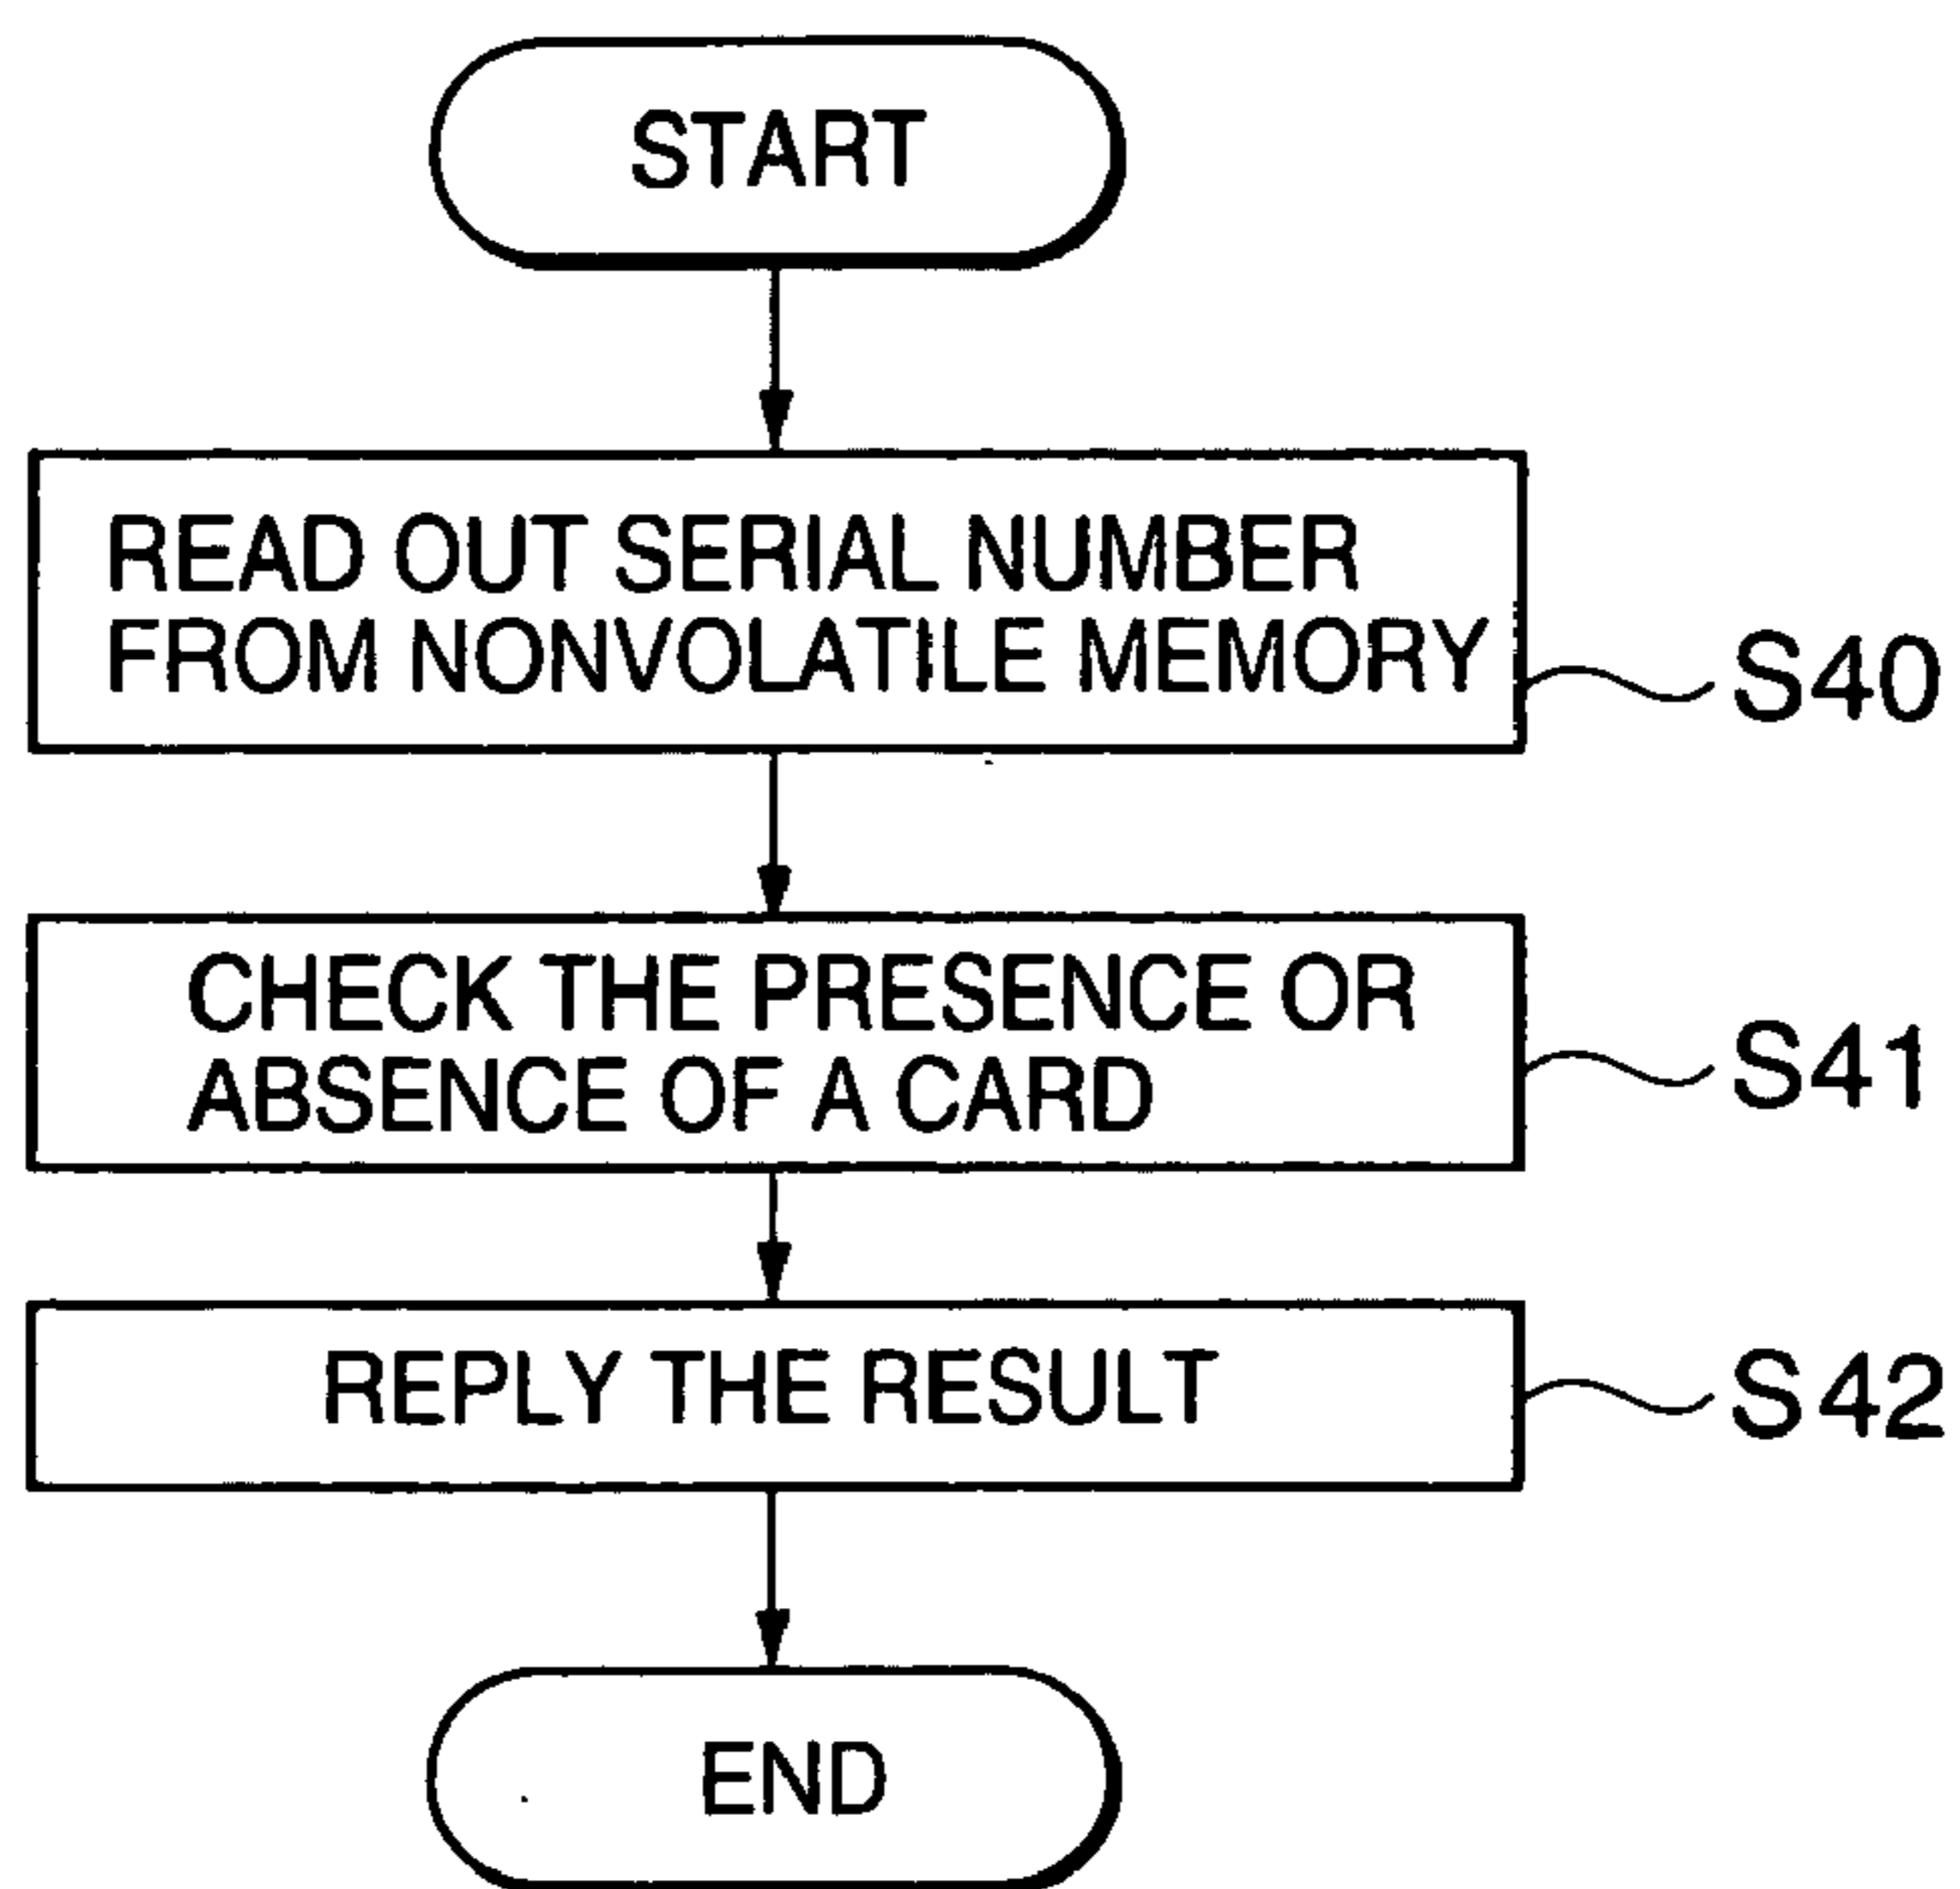 START
READ OUT SERIAL NUMBER
FROM NONVOLATILE MEMORY
S40
CHECK THE PRESENCE OR
ABSENCE OF A CARD
S41
REPLY THE RESULT
S42
END